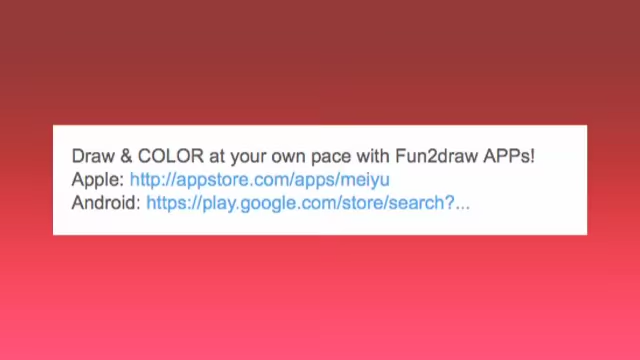 Draw & COLOR at your own pace with Fun2draw APPs!
Apple: http://appstore.com/apps/meiyu
Android: https://play.google.com/store/search?...